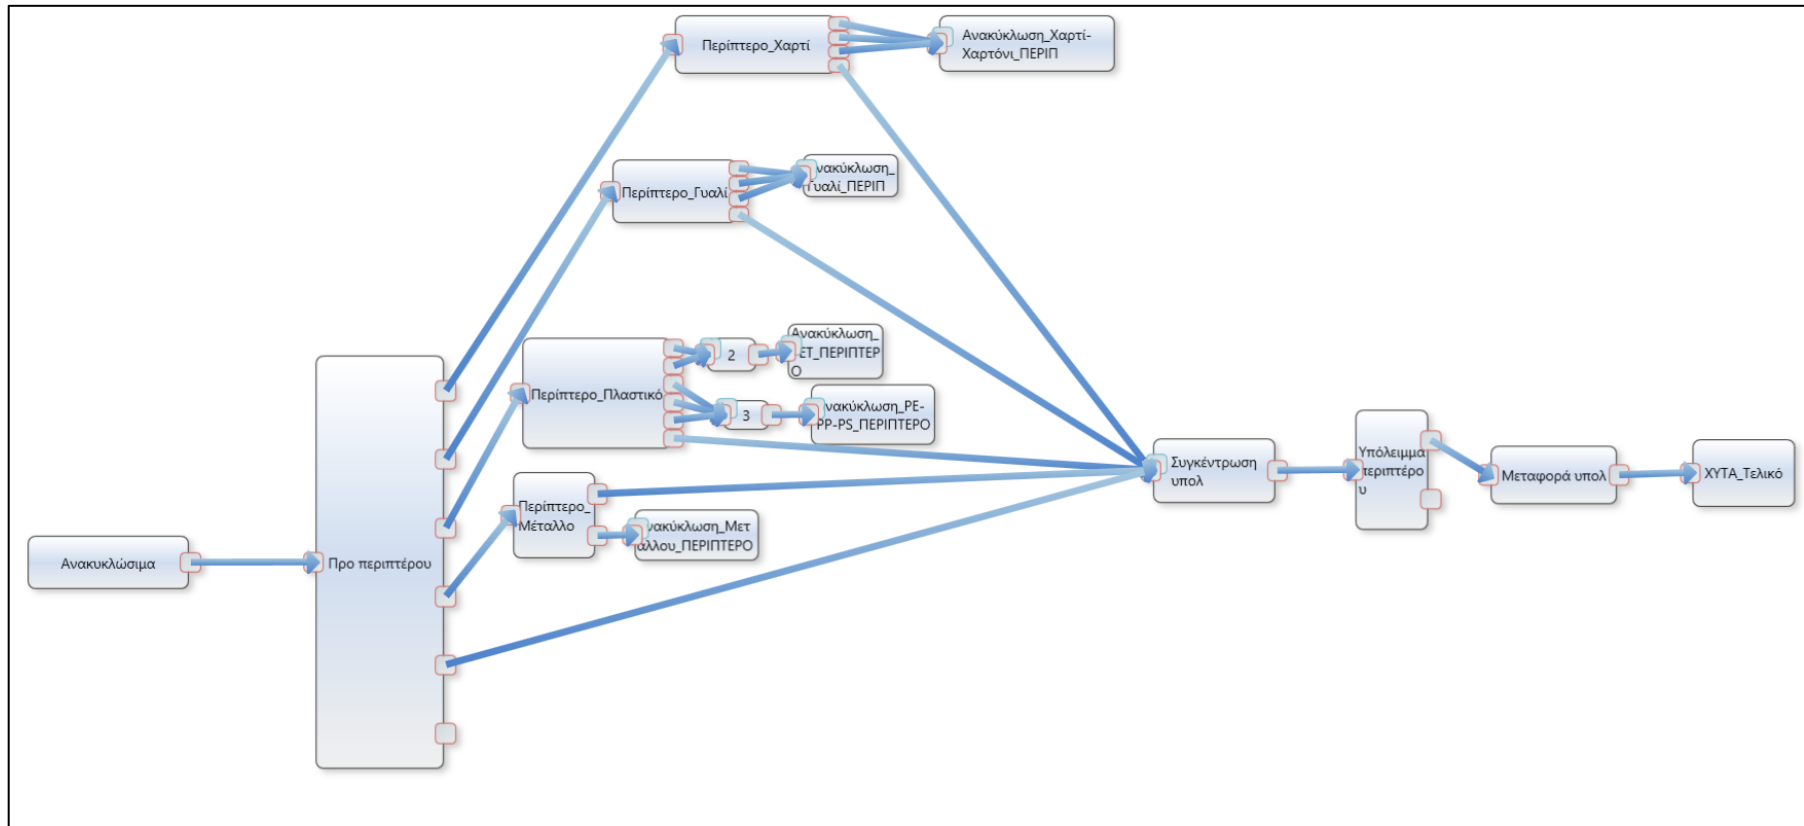 Περίπτερο_Χαρτί
Ανακύκλωση_Χαρτί-
Χαρτόνι_ΠΕΡΙΠ
Περίπτερο_Γυαλί
νακύκλωση_
Γυαλί_ΠΕΡΙΠ
Περίπτερο_Πλαστικό
2
Ανακύκλωση_
ΕΤ_ΠΕΡΙΠΤΕΡ
Ο
3
νακύκλωση_PE-
PP-PS_ΠΕΡΙΠΤΕΡΟ
Περίπτερο_
Μέταλλο
νακύκλωση_Μετ
άλλου_ΠΕΡΙΠΤΕΡΟ
Ανακυκλώσιμα
Προ περιπτέρου
Συγκέντρωση
υπολ
Υπόλειμμα
περιπτέρο
υ
Μεταφορά υπολ
ΧΥΤΑ_Τελικό